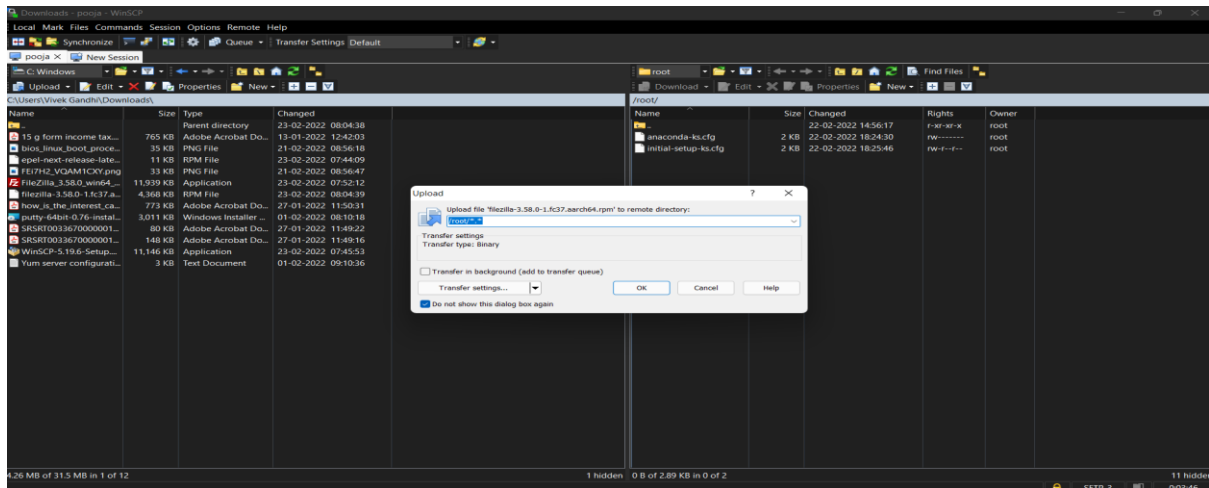 Downloads - pooja - WinSCP
Local Mark Files Commands Session Options Remote Help
Synchronize Queue Transfer Settings Default
pooja X New Session
C: Windows root Find Files
Upload Edit Properties New Download Edit Properties New
C:\Users\Vivek Gandhi\Downloads\ /root/
Name Size Type Changed Name Size Changed Rights Owner
.. Parent directory 23-02-2022 08:04:38 .. 22-02-2022 14:56:17 r-xr-xr-x root
15 g form income tax... 765 KB Adobe Acrobat Do... 13-01-2022 12:42:03 anaconda-ks.cfg 2 KB 22-02-2022 18:24:30 rw------- root
bios_linux_boot_proce... 35 KB PNG File 21-02-2022 08:56:18 initial-setup-ks.cfg 2 KB 22-02-2022 18:25:46 rw-r--r-- root
epel-next-release-late... 11 KB RPM File 23-02-2022 07:44:09
FEi7H2_VQAM1CXY.png 33 KB PNG File 21-02-2022 08:56:47
FileZilla_3.58.0_win64_... 11,939 KB Application 23-02-2022 07:52:12
filezilla-3.58.0-1.fc37.a... 4,368 KB RPM File 23-02-2022 08:04:39
how_is_the_interest_ca... 773 KB Adobe Acrobat Do... 27-01-2022 11:50:31
putty-64bit-0.76-instal... 3,011 KB Windows Installer ... 01-02-2022 08:10:18
SRSRT0033670000001... 80 KB Adobe Acrobat Do... 27-01-2022 11:49:22
SRSRT0033670000001... 148 KB Adobe Acrobat Do... 27-01-2022 11:49:16
WinSCP-5.19.6-Setup... 11,146 KB Application 23-02-2022 07:45:53
Yum server configurati... 3 KB Text Document 01-02-2022 09:10:36
Upload ? X
Upload file 'filezilla-3.58.0-1.fc37.aarch64.rpm' to remote directory:
/root/*.*
Transfer settings
Transfer type: Binary
Transfer in background (add to transfer queue)
Transfer settings... OK Cancel Help
Do not show this dialog box again
4.26 MB of 31.5 MB in 1 of 12 1 hidden 0 B of 2.89 KB in 0 of 2 11 hidden
SFTP-3 0:03:46